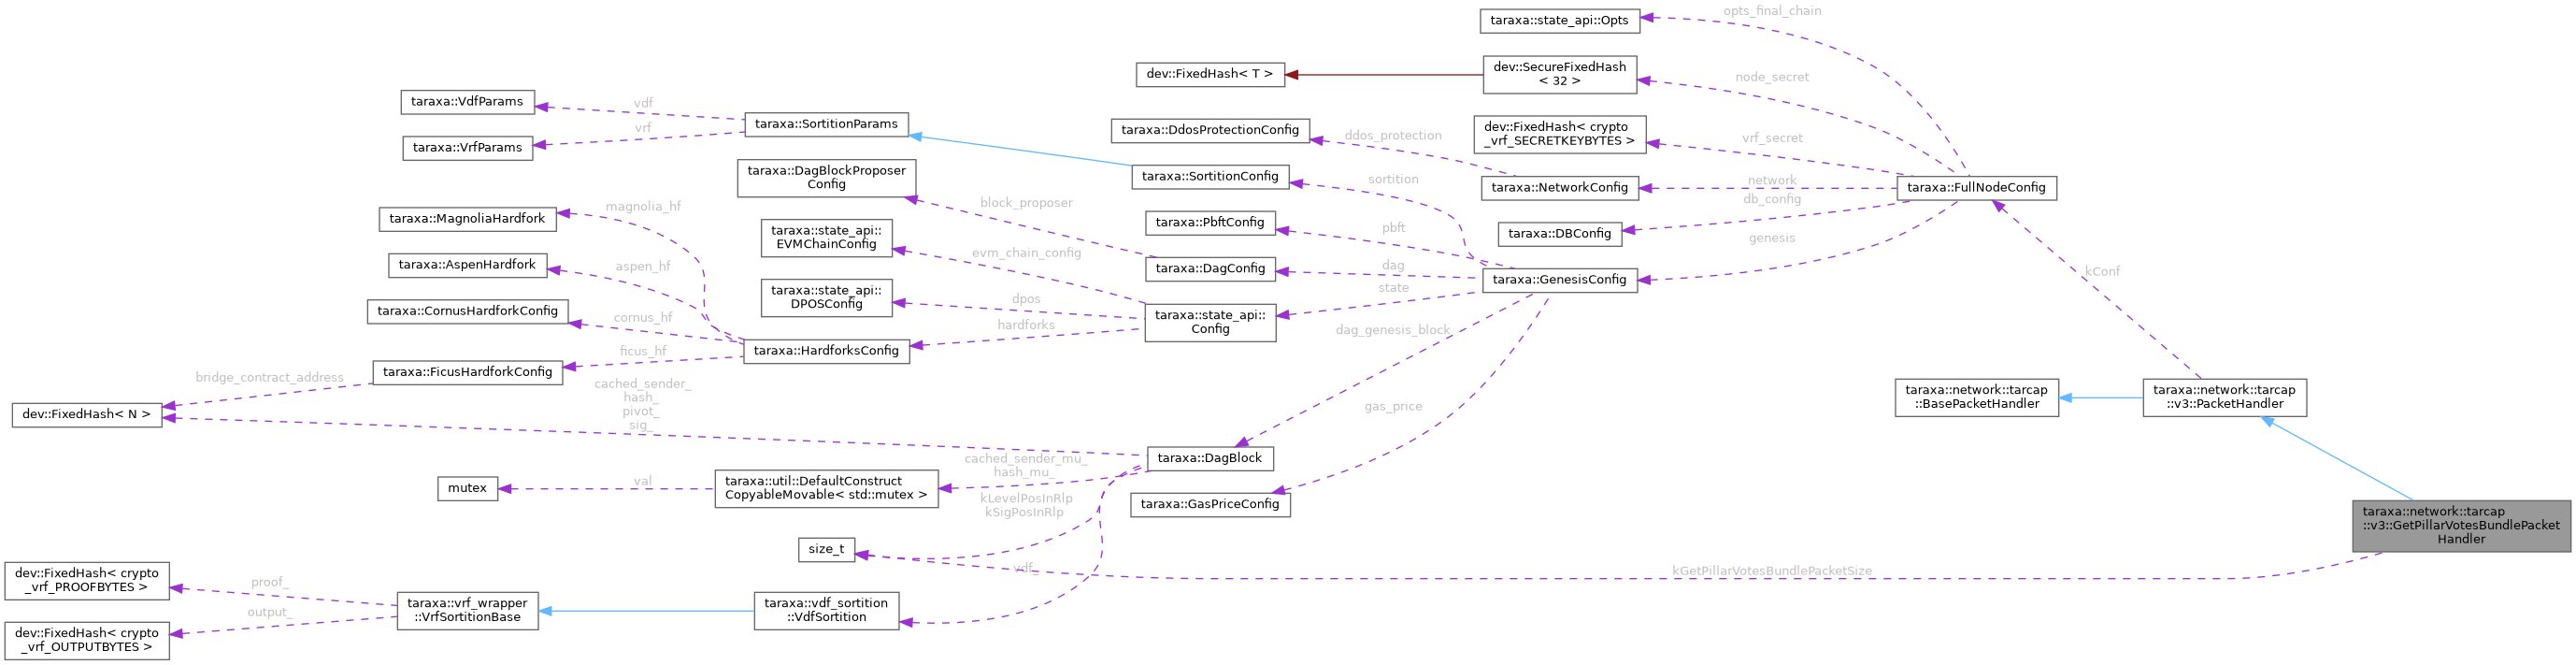 opts_final_chain
taraxa::state_api::Opts
dev::FixedHash< T >
dev::SecureFixedHash
< 32 >
node_secret
taraxa::VdfParams
vdf
taraxa::SortitionParams
vrf
taraxa::VrfParams
taraxa::DdosProtectionConfig
ddos_protection
dev::FixedHash< crypto
_vrf_SECRETKEYBYTES >
vrf_secret
taraxa::DagBlockProposer
Config
taraxa::SortitionConfig
sortition
taraxa::NetworkConfig
network
taraxa::FullNodeConfig
db_config
taraxa::MagnoliaHardfork
magnolia_hf
block_proposer
taraxa::state_api::
EVMChainConfig
taraxa::PbftConfig
pbft
taraxa::DBConfig
genesis
taraxa::AspenHardfork
aspen_hf
evm_chain_config
taraxa::DagConfig
dag
taraxa::GenesisConfig
kConf
taraxa::state_api::
DPOSConfig
state
dpos
taraxa::CornusHardforkConfig
cornus_hf
hardforks
taraxa::state_api::
Config
dag_genesis_block
ficus_hf
taraxa::HardforksConfig
taraxa::FicusHardforkConfig
bridge_contract_address
cached_sender_
hash_
pivot_
sig_
dev::FixedHash< N >
gas_price
taraxa::network::tarcap
::BasePacketHandler
taraxa::network::tarcap
::v3::PacketHandler
taraxa::DagBlock
cached_sender_mu_
hash_mu_
mutex
val
taraxa::util::DefaultConstruct
CopyableMovable< std::mutex >
kLevelPosInRlp
kSigPosInRlp
taraxa::GasPriceConfig
taraxa::network::tarcap
::v3::GetPillarVotesBundlePacket
Handler
size_t
vdf_
kGetPillarVotesBundlePacketSize
dev::FixedHash< crypto
_vrf_PROOFBYTES >
proof_
output_
taraxa::vrf_wrapper
::VrfSortitionBase
taraxa::vdf_sortition
::VdfSortition
dev::FixedHash< crypto
_vrf_OUTPUTBYTES >